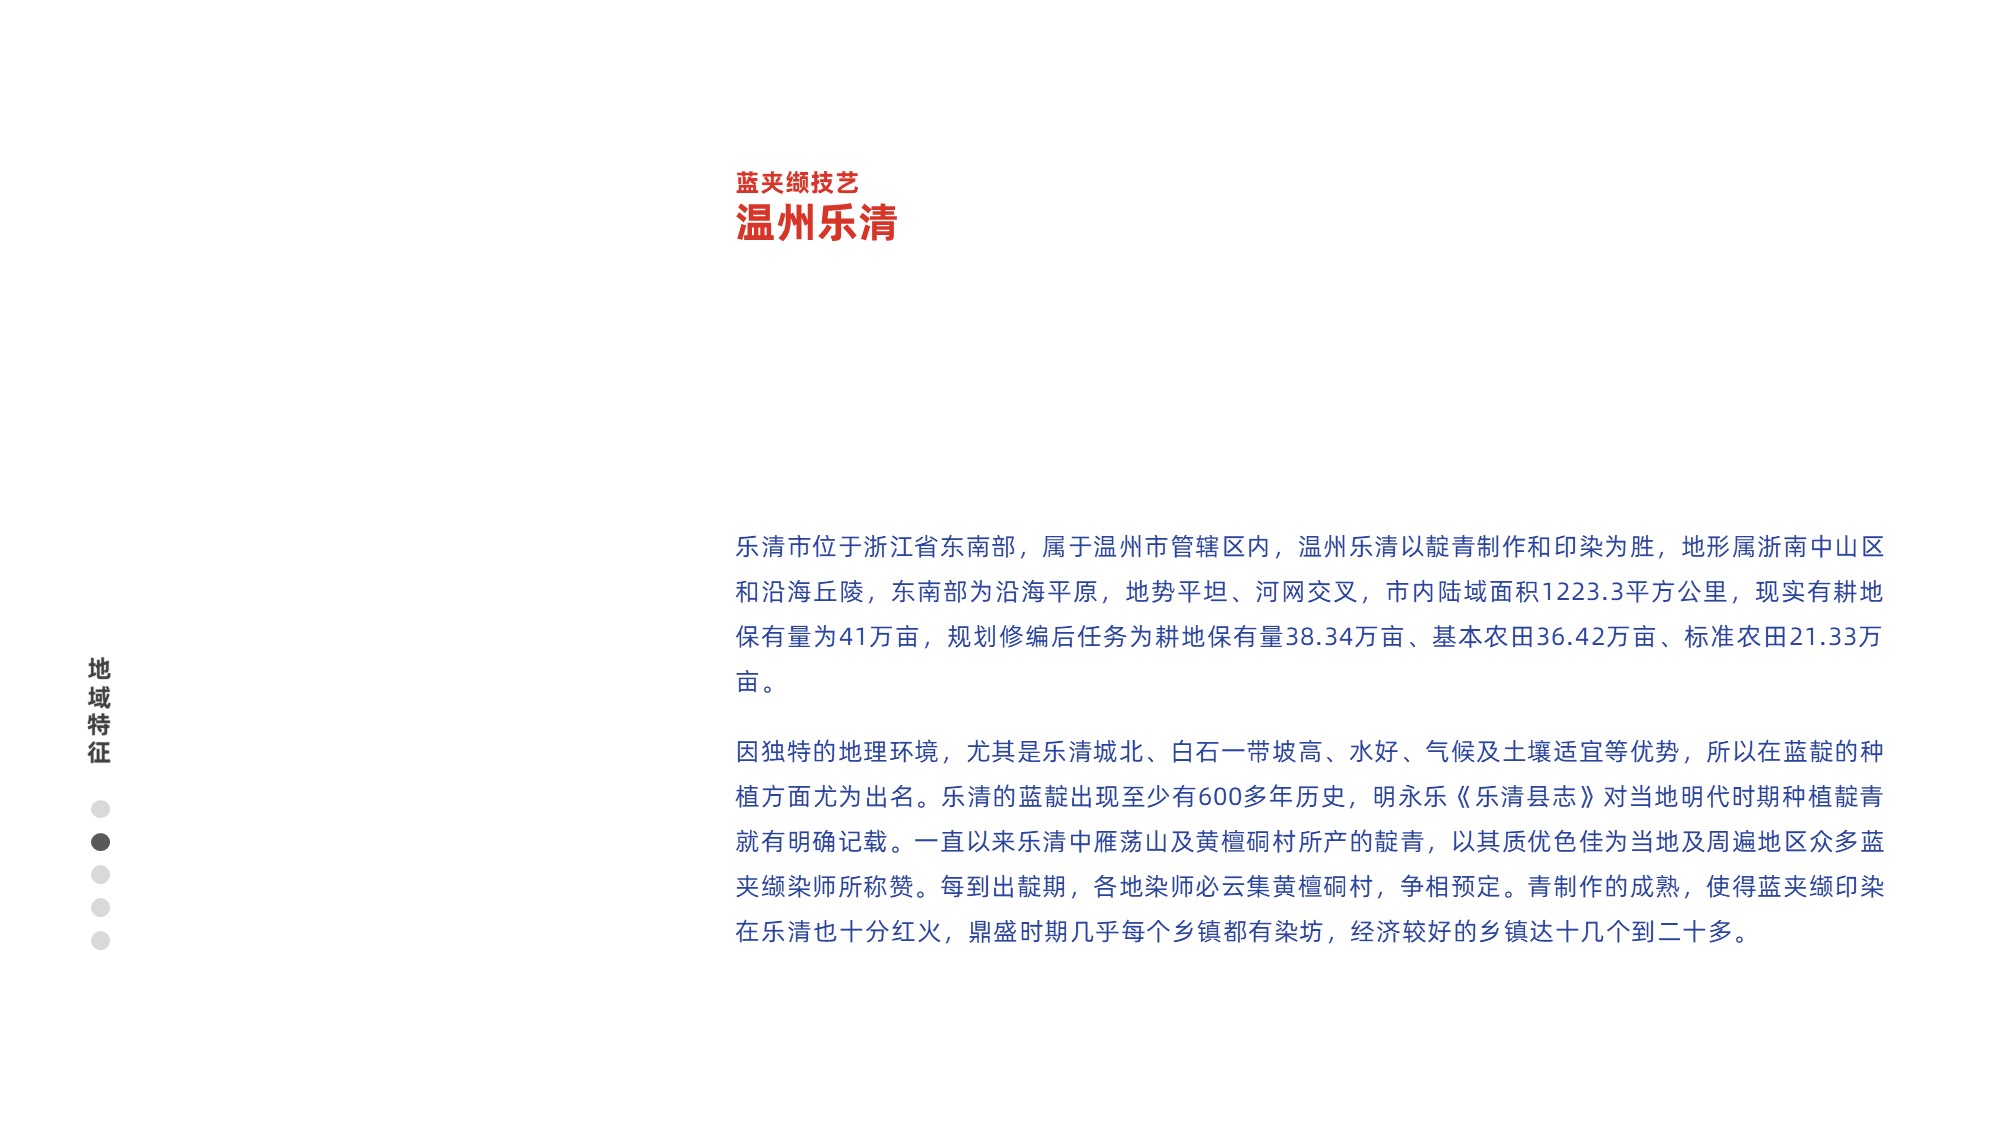 蓝夹缬技艺
温州乐清
乐清市位于浙江省东南部，属于温州市管辖区内，温州乐清以靛青制作和印染为胜，地形属浙南中山区
和沿海丘陵，东南部为沿海平原，地势平坦、河网交叉，市内陆域面积1223.3平方公里，现实有耕地
保有量为41万亩，规划修编后任务为耕地保有量38.34万亩、基本农田36.42万亩、标准农田21.33万
亩。
因独特的地理环境，尤其是乐清城北、白石一带坡高、水好、气候及土壤适宜等优势，所以在蓝靛的种
植方面尤为出名。乐清的蓝靛出现至少有600多年历史，明永乐《乐清县志》对当地明代时期种植靛青
就有明确记载。一直以来乐清中雁荡山及黄檀硐村所产的靛青，以其质优色佳为当地及周遍地区众多蓝
夹缬染师所称赞。每到出靛期，各地染师必云集黄檀硐村，争相预定。青制作的成熟，使得蓝夹缬印染
在乐清也十分红火，鼎盛时期几乎每个乡镇都有染坊，经济较好的乡镇达十几个到二十多。
地
域
特
征